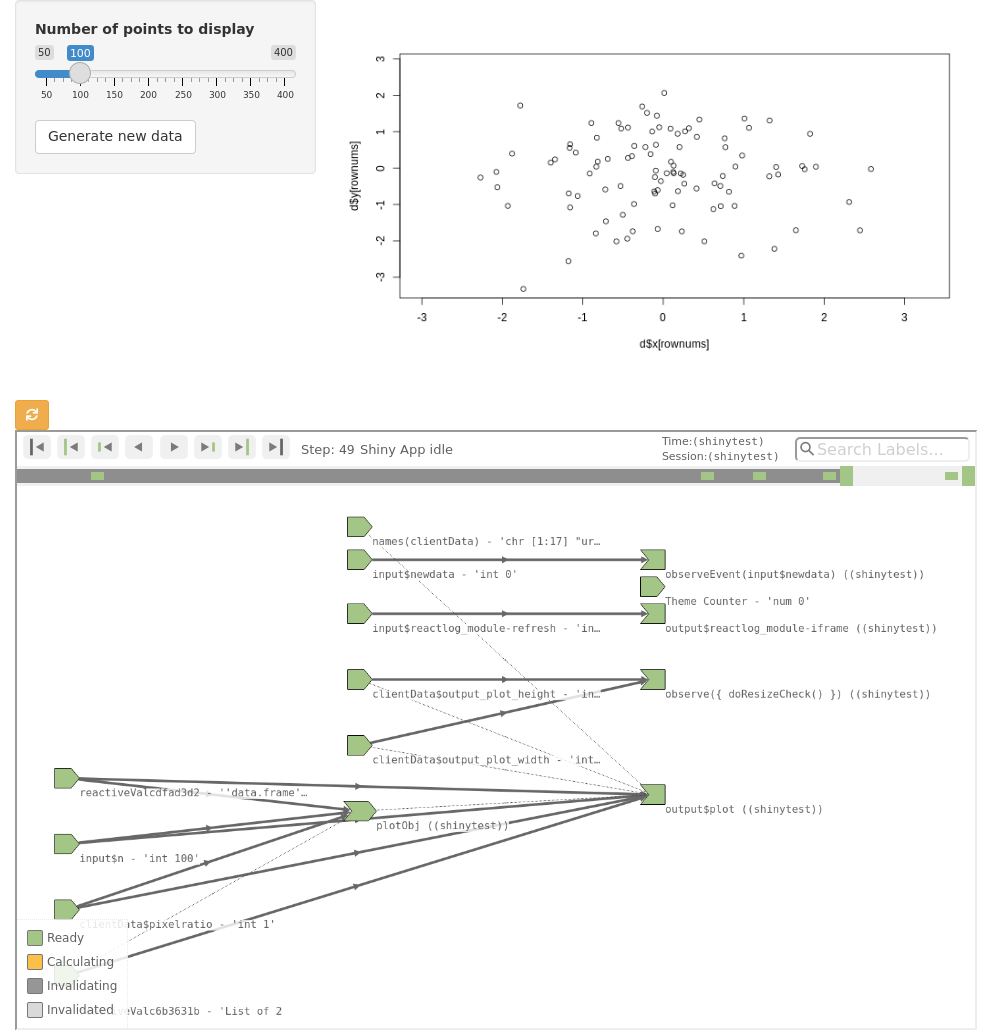 Number of points to display
50 100 400
50 100 150 200 250 300 350 400
Generate new data
3
2
1
0
-1
-2
-3
d$y[rownums]
-3 -2 -1 0 1 2 3
d$x[rownums]
Step: 49 Shiny App idle
Time:(shinytest)
Session:(shinytest)
Search Labels...
names(clientData) - 'chr [1:17] "ur…
input$newdata - 'int 0'
observeEvent(input$newdata) ((shinytest))
Theme Counter - 'num 0'
input$reactlog_module-refresh - 'in…
output$reactlog_module-iframe ((shinytest))
clientData$output_plot_height - 'in…
observe({ doResizeCheck() }) ((shinytest))
clientData$output_plot_width - 'int…
reactiveValcdfad3d2 - ''data.frame'…
output$plot ((shinytest))
plotObj ((shinytest))
input$n - 'int 100'
clientData$pixelratio - 'int 1'
Ready
Calculating
Invalidating
Invalidated
veValc6b3631b - 'List of 2